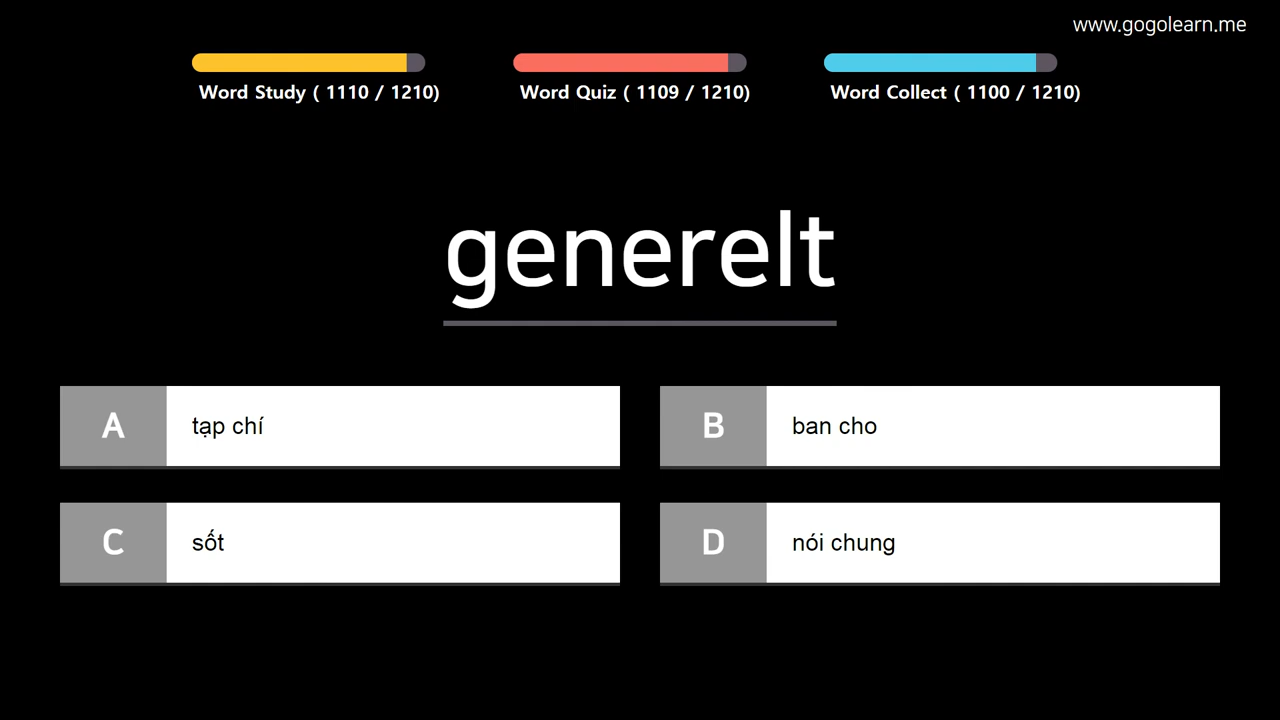 www.gogolearn.me
Word Study ( 1110 / 1210)
Word Quiz ( 1109 / 1210)
Word Collect ( 1100 / 1210)
generelt
A tạp chí
B ban cho
C sốt
D nói chung